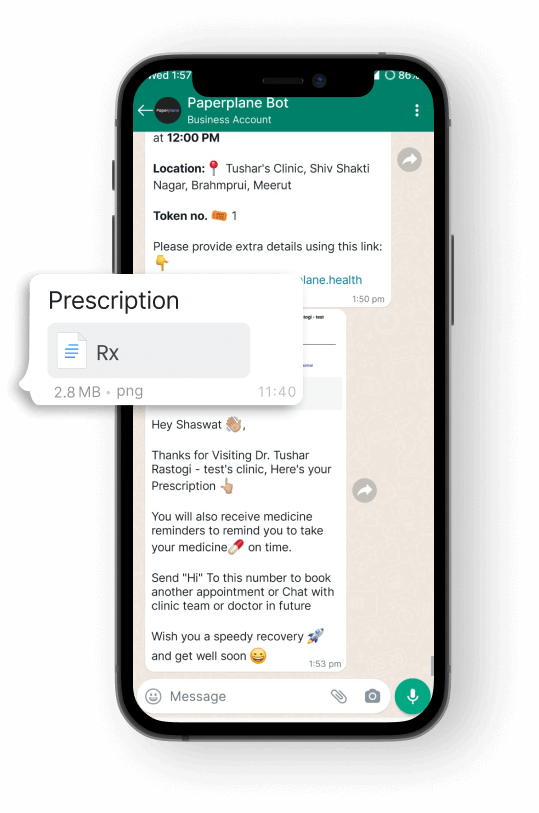 Wed 1:57
86%
Paperplane
Paperplane Bot
Business Account
at 12:00 PM
Location: 📍 Tushar's Clinic, Shiv Shakti
Nagar, Brahmprui, Meerut
Token no. 🎫 1
Please provide extra details using this link:
👇
plane.health
1:50 pm
Prescription
Rx
2.8 MB • png
11:40
Hey Shaswat 👋🏼,
Thanks for Visiting Dr. Tushar
Rastogi - test's clinic, Here's your
Prescription 👆🏼
You will also receive medicine
reminders to remind you to take
your medicine💊 on time.
Send "Hi" To this number to book
another appointment or Chat with
clinic team or doctor in future
Wish you a speedy recovery 🚀
and get well soon 😀
1:53 pm
Message